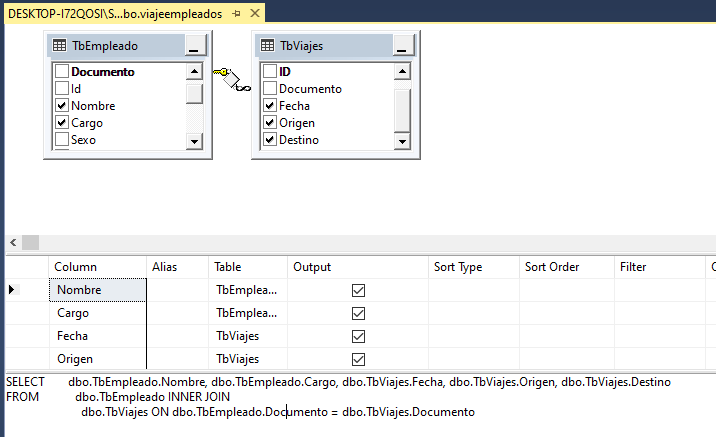 DESKTOP-I72QOSI\S...bo.viajeempleados
TbEmpleado
Documento
Id
Nombre
Cargo
Sexo
TbViajes
ID
Documento
Fecha
Origen
Destino
Column Alias Table Output Sort Type Sort Order Filter
Nombre TbEmplea...
Cargo TbEmplea...
Fecha TbViajes
Origen TbViajes
SELECT dbo.TbEmpleado.Nombre, dbo.TbEmpleado.Cargo, dbo.TbViajes.Fecha, dbo.TbViajes.Origen, dbo.TbViajes.Destino
FROM dbo.TbEmpleado INNER JOIN
dbo.TbViajes ON dbo.TbEmpleado.Documento = dbo.TbViajes.Documento